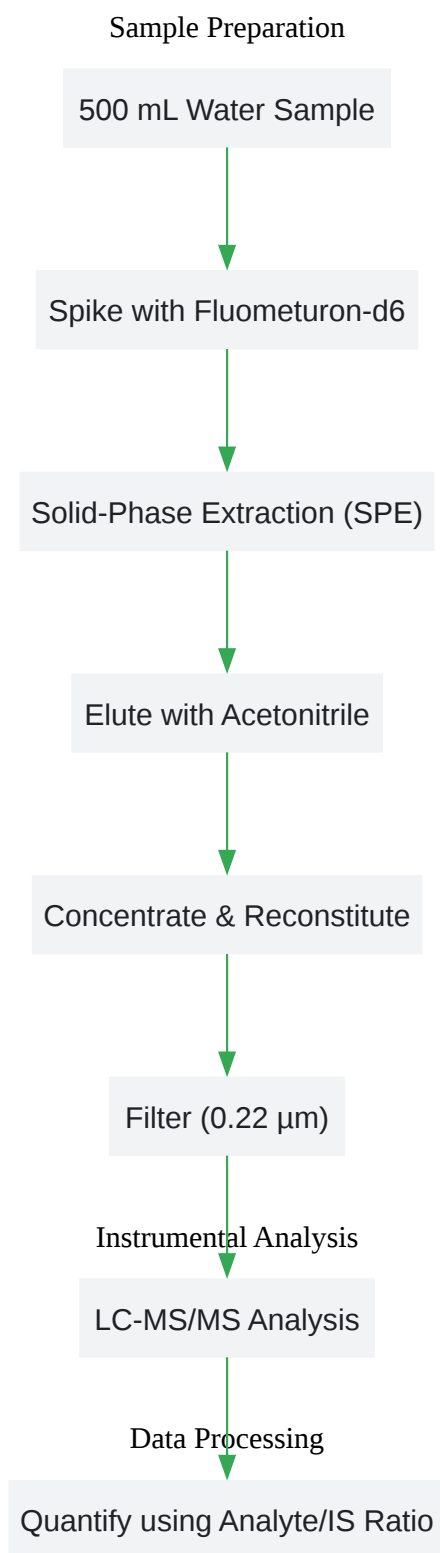 Sample Preparation
500 mL Water Sample
Spike with Fluometuron-d6
Solid-Phase Extraction (SPE)
Elute with Acetonitrile
Concentrate & Reconstitute
Filter (0.22 µm)
Instrumental Analysis
LC-MS/MS Analysis
Data Processing
Quantify using Analyte/IS Ratio